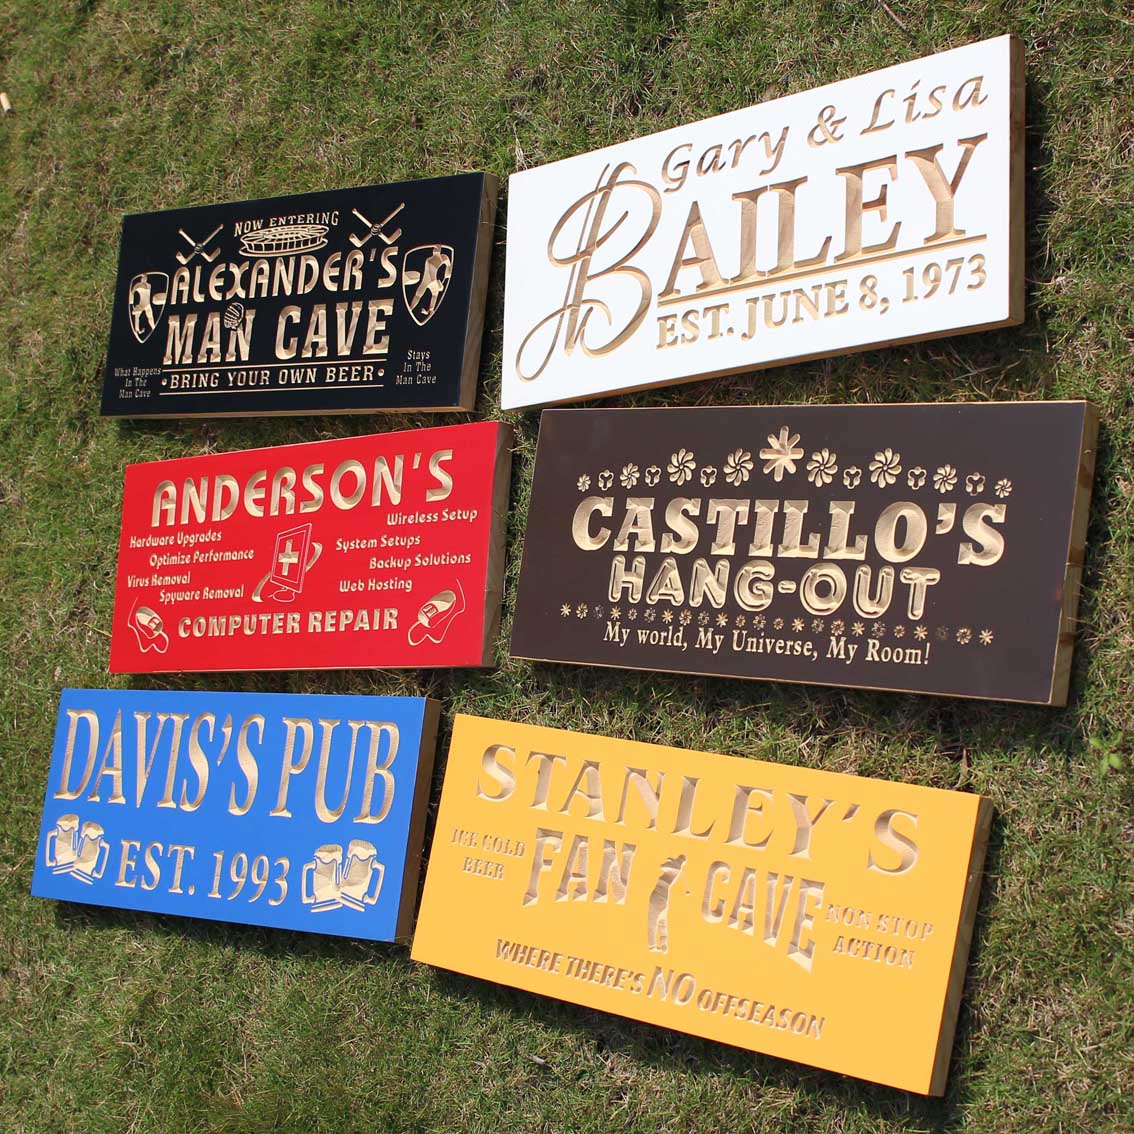 NOW ENTERING
ALEXANDER'S
MAN CAVE
What Happens
In The
Man Cave
• BRING YOUR OWN BEER •
Stays
In The
Man Cave
Gary & Lisa
BAILEY
EST. JUNE 8, 1973
ANDERSON'S
Hardware Upgrades
Optimize Performance
Virus Removal
Spyware Removal
Wireless Setup
System Setups
Backup Solutions
Web Hosting
COMPUTER REPAIR
CASTILLO'S
HANG-OUT
My world, My Universe, My Room!
DAVIS'S PUB
EST. 1993
STANLEY'S
ICE COLD
BEER
FAN CAVE
NON STOP
ACTION
WHERE THERE'S NO OFFSEASON